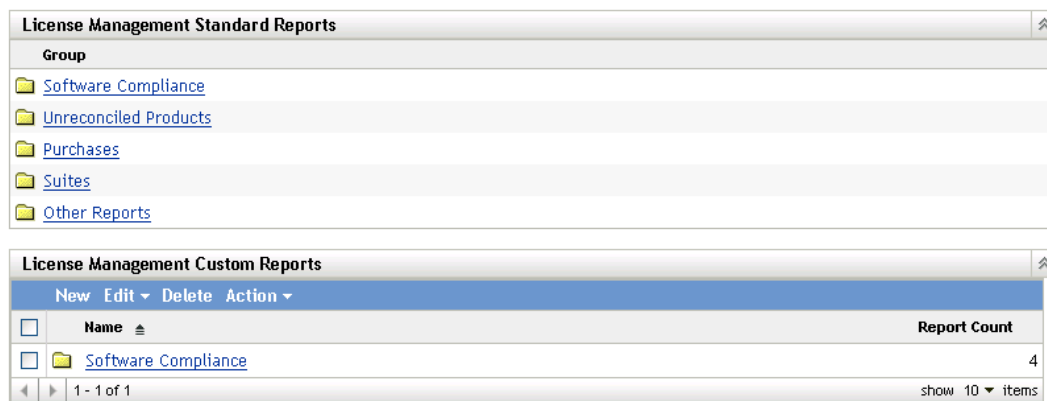 License Management Standard Reports
Group
Software Compliance
Unreconciled Products
Purchases
Suites
Other Reports
License Management Custom Reports
New Edit Delete Action
Name Report Count
Software Compliance 4
1 - 1 of 1 show 10 items